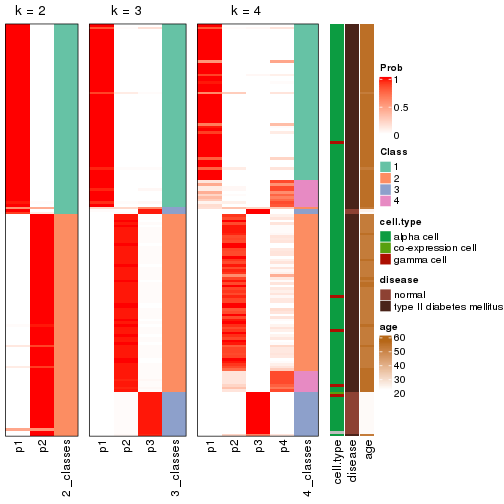 k = 2
k = 3
k = 4
p1
p2
2_classes
p1
p2
p3
3_classes
p1
p2
p3
p4
4_classes
cell.type
disease
age
Prob
1
0.5
0
Class
1
2
3
4
cell.type
alpha cell
co-expression cell
gamma cell
disease
normal
type II diabetes mellitus
age
60
50
40
30
20